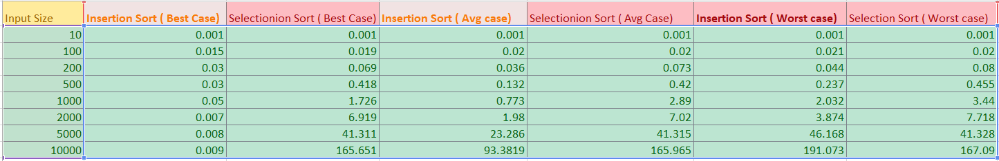 Input Size Insertion Sort ( Best Case) Selectionion Sort ( Best Case) Insertion Sort ( Avg case) Selectionion Sort ( Avg Case) Insertion Sort ( Worst case) Selection Sort ( Worst case)
10 0.001 0.001 0.001 0.001 0.001 0.001
100 0.015 0.019 0.02 0.02 0.021 0.02
200 0.03 0.069 0.036 0.073 0.044 0.08
500 0.03 0.418 0.132 0.42 0.237 0.455
1000 0.05 1.726 0.773 2.89 2.032 3.44
2000 0.007 6.919 1.98 7.02 3.874 7.718
5000 0.008 41.311 23.286 41.315 46.168 41.328
10000 0.009 165.651 93.3819 165.965 191.073 167.09